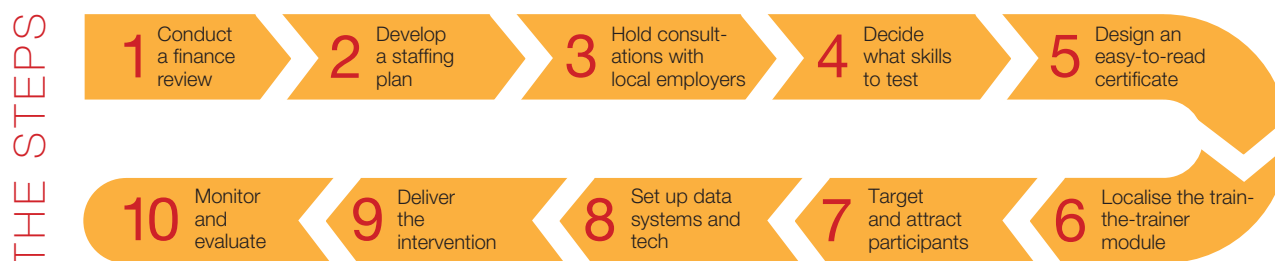 THE STEPS
1 Conduct
a finance
review
2 Develop
a staffing
plan
3 Hold consult-
ations with
local employers
4 Decide
what skills
to test
5 Design an
easy-to-read
certificate
6 Localise the train-
the-trainer
module
7 Target
and attract
participants
8 Set up data
systems and
tech
9 Deliver
the
intervention
10 Monitor
and
evaluate